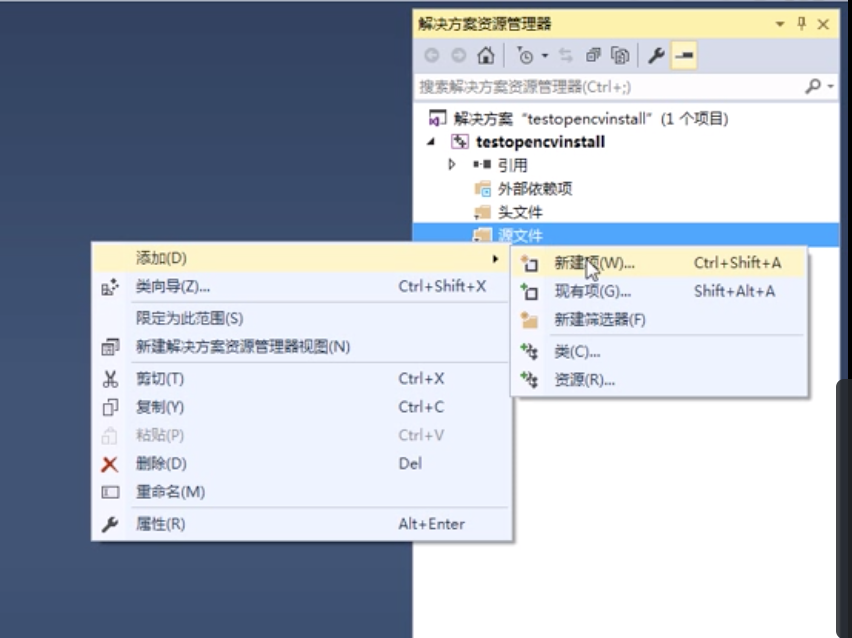 解决方案资源管理器
搜索解决方案资源管理器(Ctrl+;)
解决方案 "testopencvinstall" (1 个项目)
testopencvinstall
引用
外部依赖项
头文件
源文件
添加(D)
类向导(Z)... Ctrl+Shift+X
限定为此范围(S)
新建解决方案资源管理器视图(N)
剪切(T) Ctrl+X
复制(Y) Ctrl+C
粘贴(P) Ctrl+V
删除(D) Del
重命名(M)
属性(R) Alt+Enter
新建项(W)... Ctrl+Shift+A
现有项(G)... Shift+Alt+A
新建筛选器(F)
类(C)...
资源(R)...